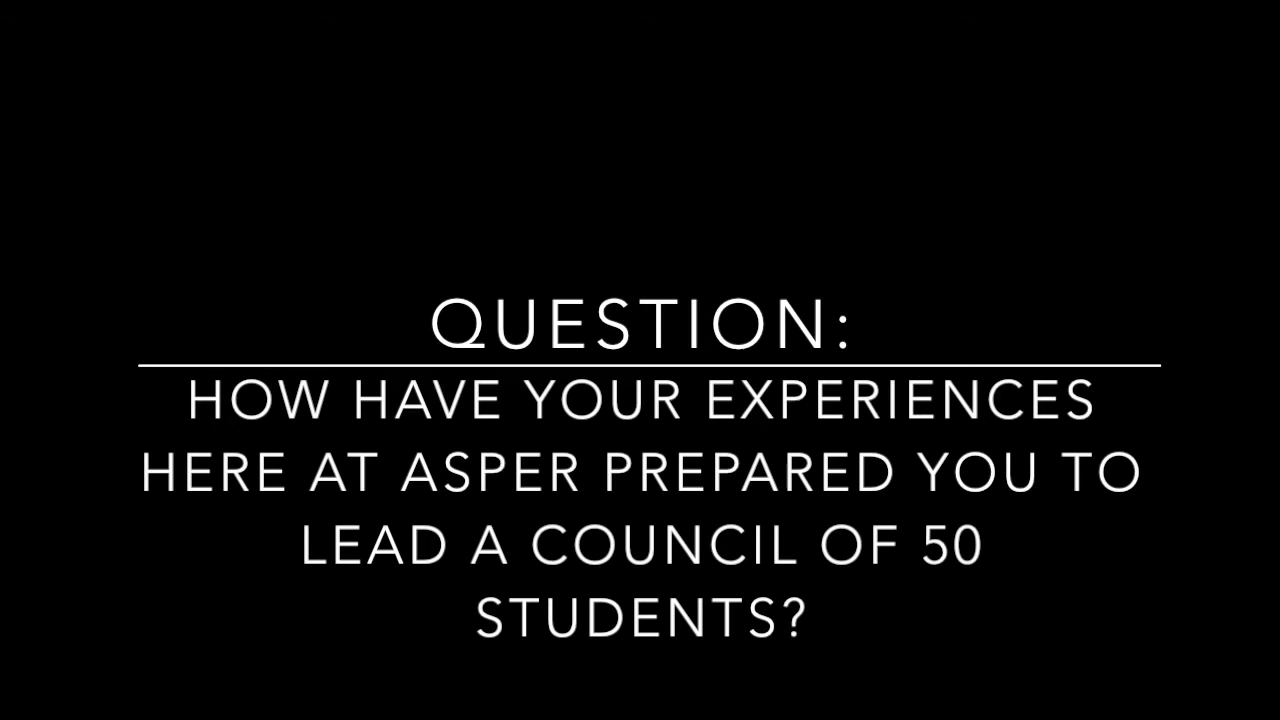 QUESTION:
HOW HAVE YOUR EXPERIENCES
HERE AT ASPER PREPARED YOU TO
LEAD A COUNCIL OF 50
STUDENTS?